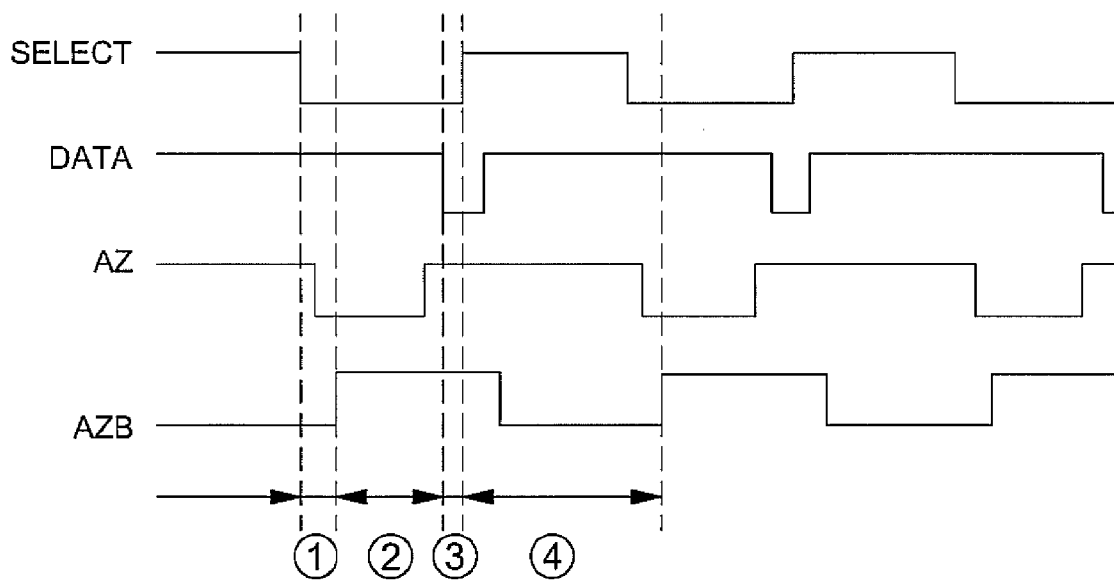 SELECT
DATA
AZ
AZB
① ② ③ ④